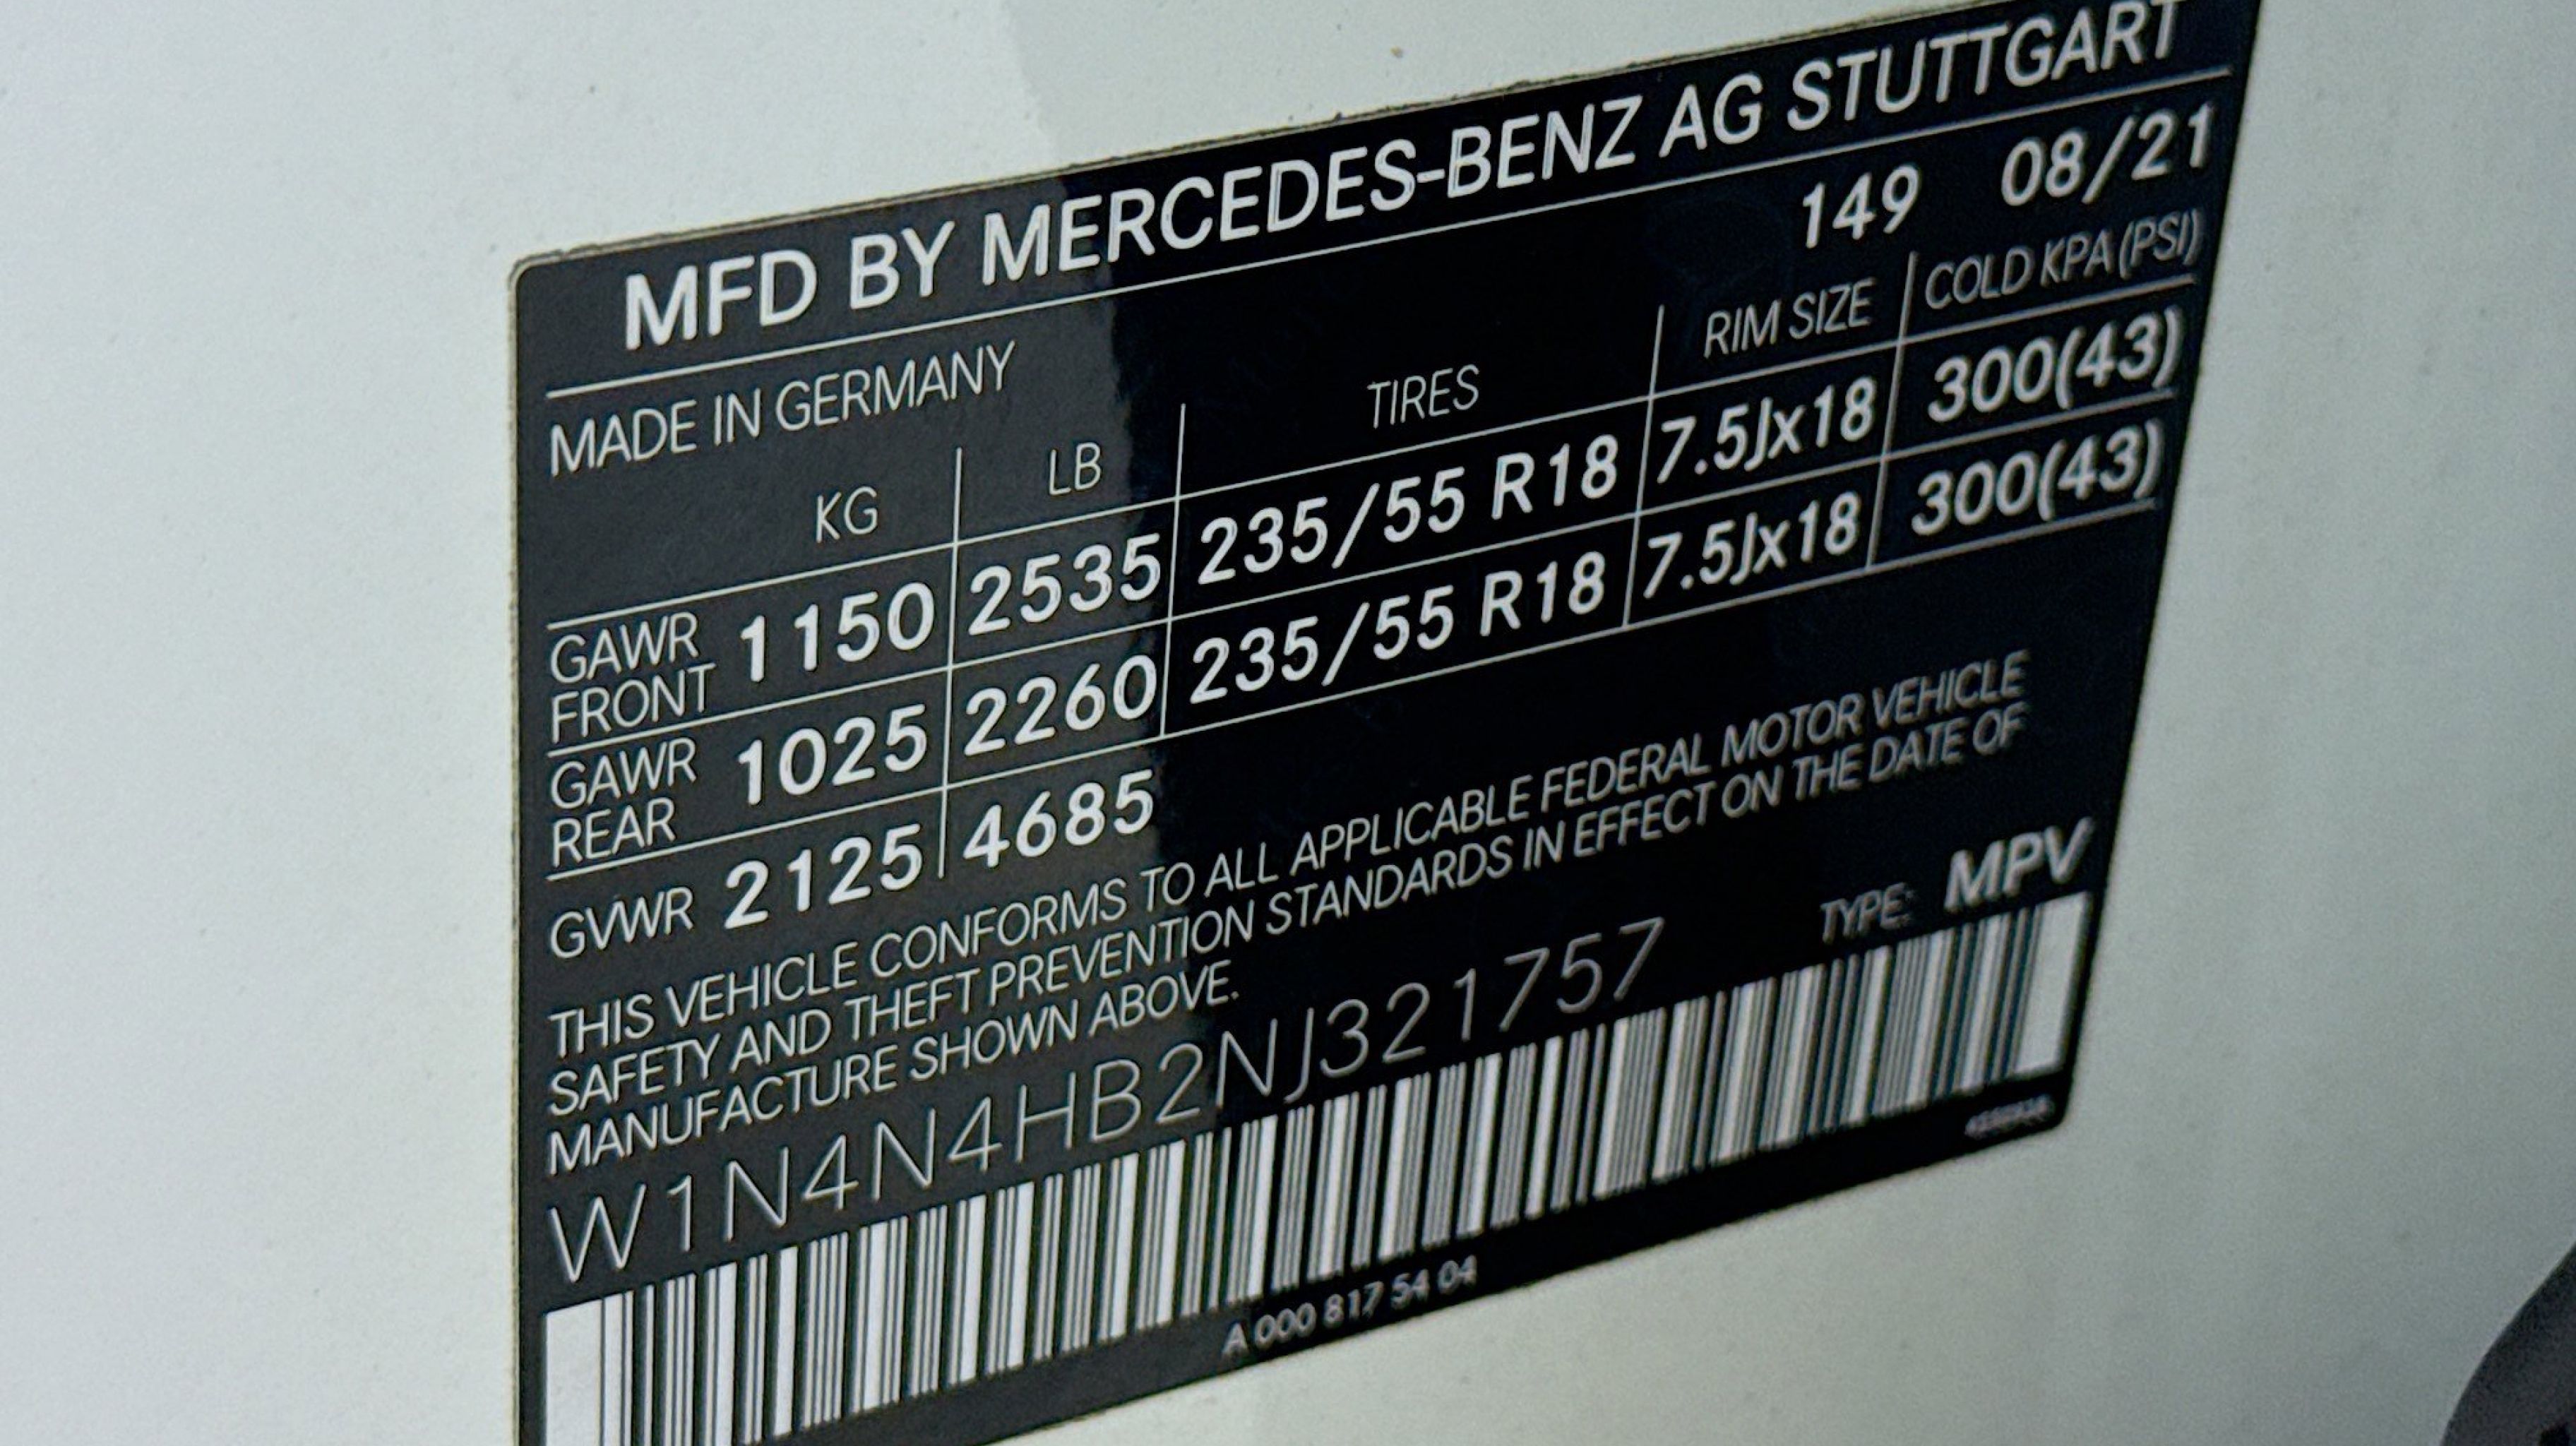 MFD BY MERCEDES-BENZ AG STUTTGART
MADE IN GERMANY 149 08/21
KG LB TIRES RIM SIZE COLD KPA (PSI)
GAWR FRONT 1150 2535 235/55 R18 7.5Jx18 300(43)
GAWR REAR 1025 2260 235/55 R18 7.5Jx18 300(43)
GVWR 2125 4685
THIS VEHICLE CONFORMS TO ALL APPLICABLE FEDERAL MOTOR VEHICLE
SAFETY AND THEFT PREVENTION STANDARDS IN EFFECT ON THE DATE OF
MANUFACTURE SHOWN ABOVE.
W1N4N4HB2NJ321757 TYPE: MPV
A 000 817 54 04